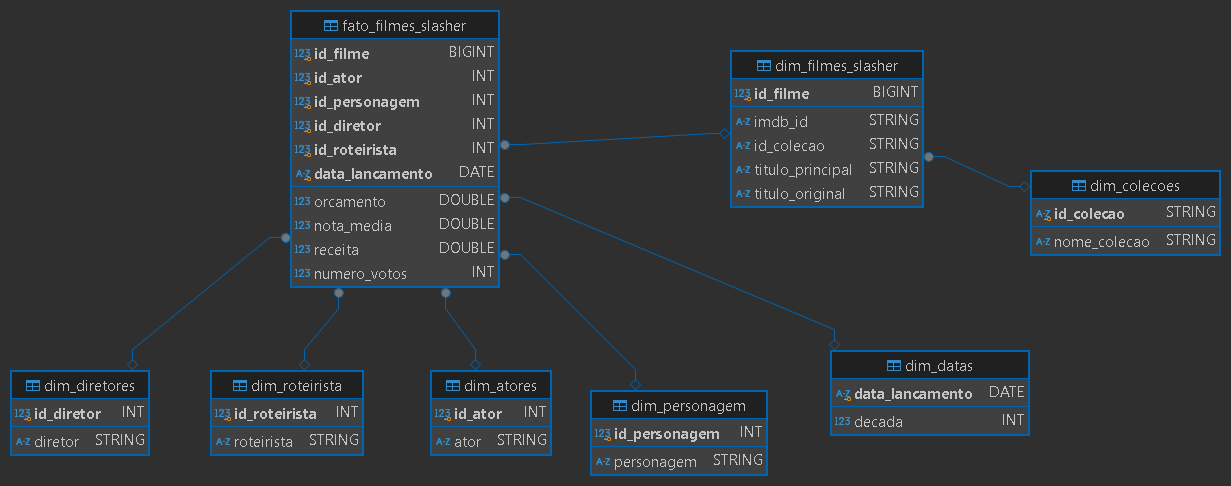 fato_filmes_slasher
123 id_filme BIGINT
123 id_ator INT
123 id_personagem INT
123 id_diretor INT
123 id_roteirista INT
A-Z data_lancamento DATE
123 orcamento DOUBLE
123 nota_media DOUBLE
123 receita DOUBLE
123 numero_votos INT
dim_filmes_slasher
123 id_filme BIGINT
A-Z imdb_id STRING
A-Z id_colecao STRING
A-Z titulo_principal STRING
A-Z titulo_original STRING
dim_colecoes
A-Z id_colecao STRING
A-Z nome_colecao STRING
dim_diretores
123 id_diretor INT
A-Z diretor STRING
dim_roteirista
123 id_roteirista INT
A-Z roteirista STRING
dim_atores
123 id_ator INT
A-Z ator STRING
dim_personagem
123 id_personagem INT
A-Z personagem STRING
dim_datas
A-Z data_lancamento DATE
123 decada INT